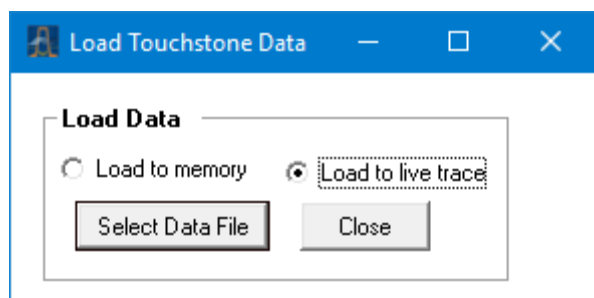 Load Touchstone Data
Load Data
Load to memory Load to live trace
Select Data File Close